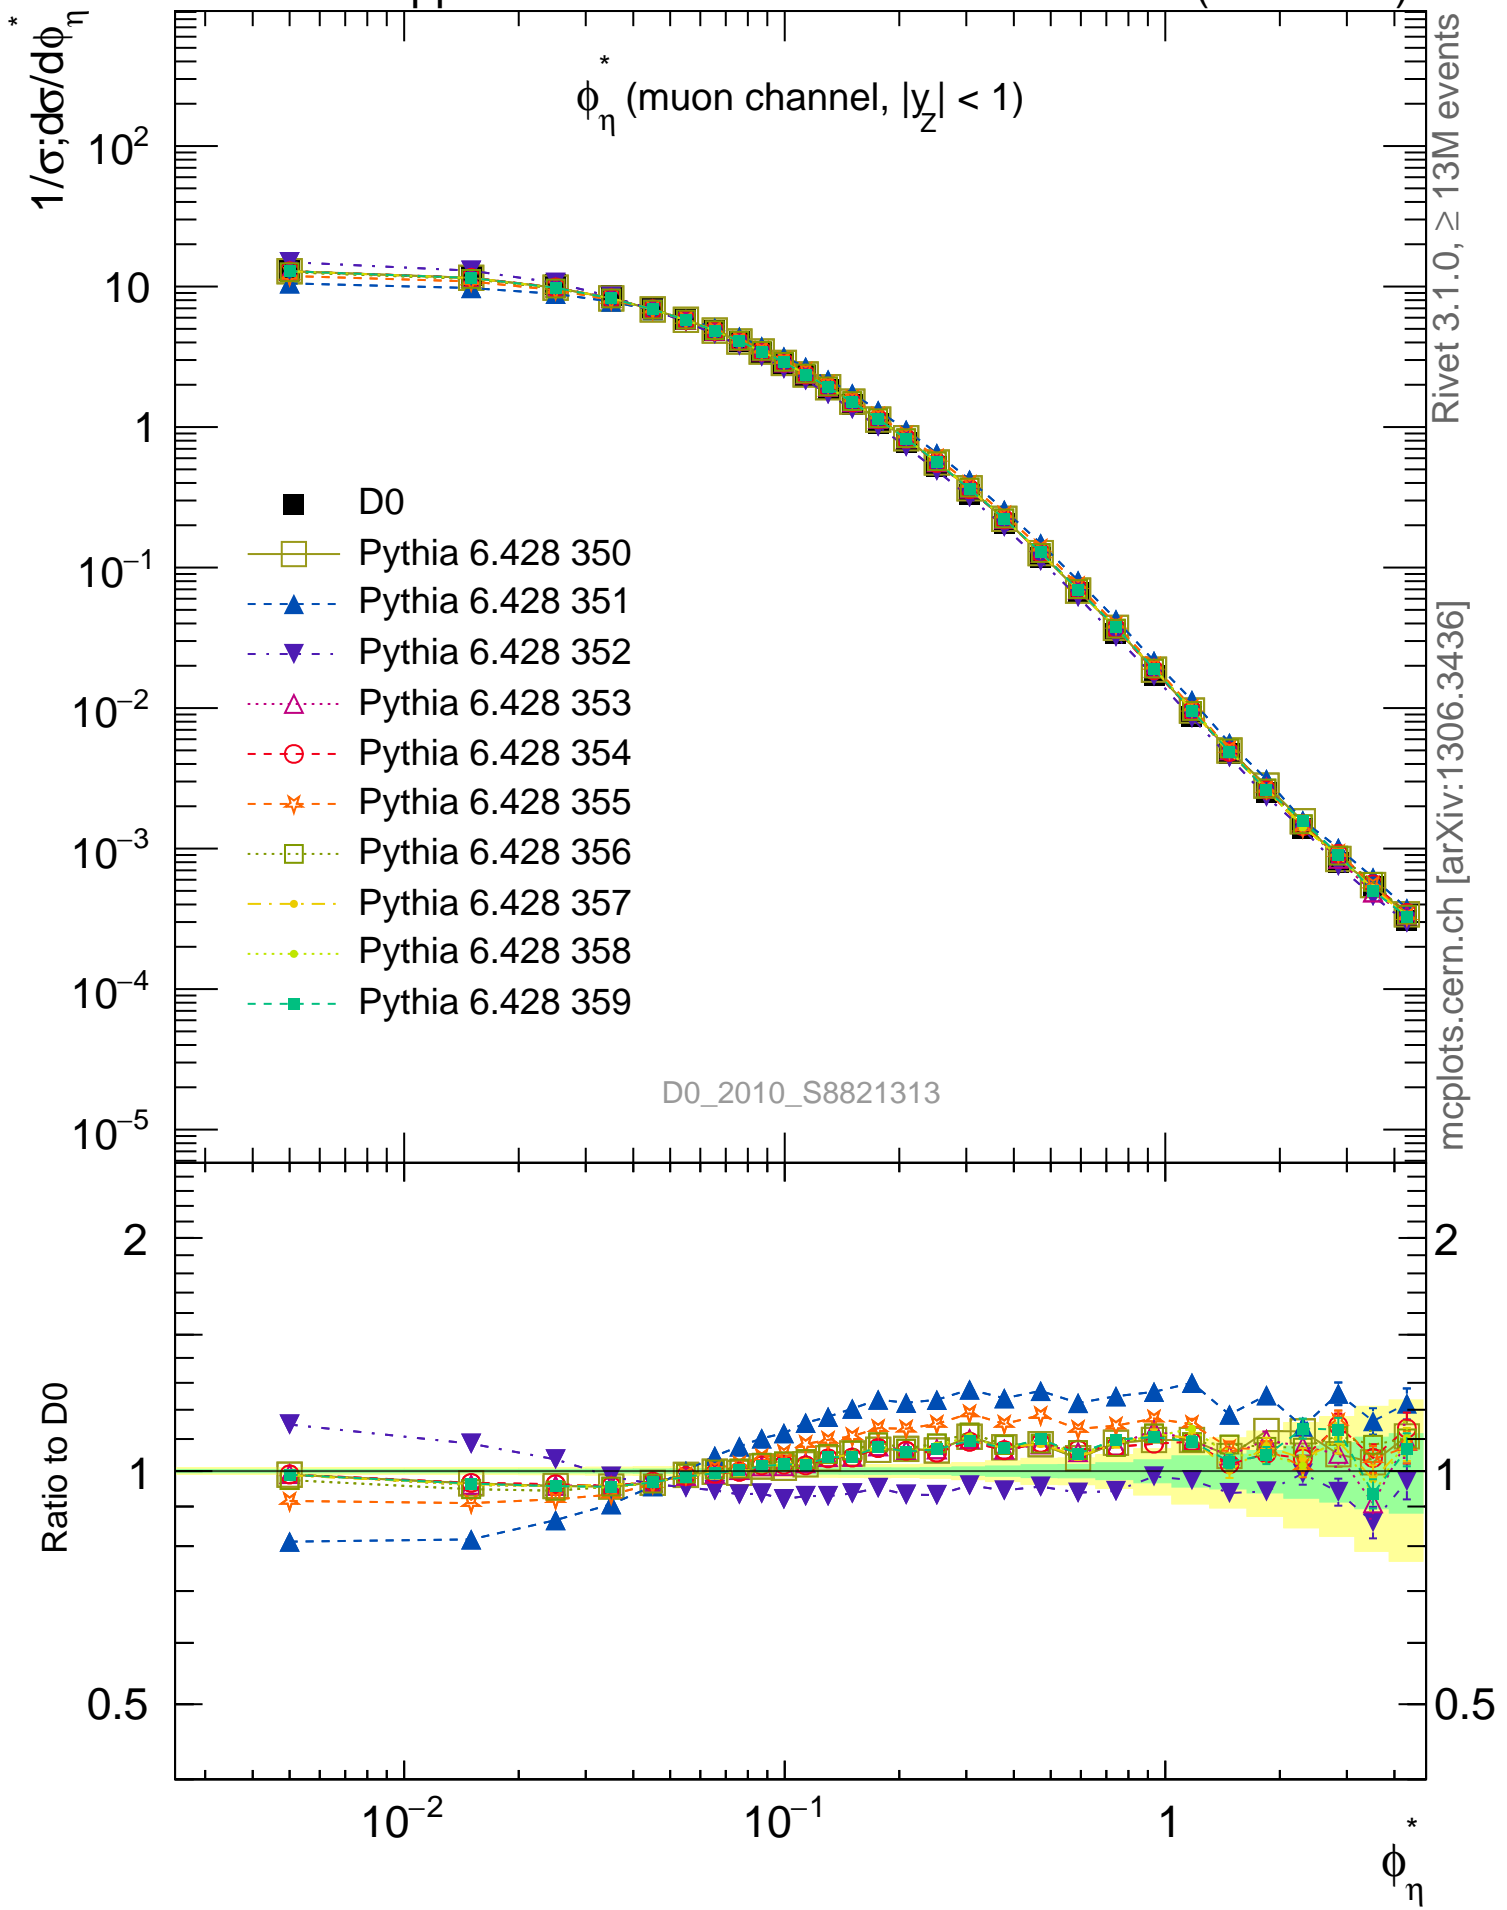 1/σ;dσ/dϕ*η
ϕ*η (muon channel, |yZ| < 1)
10²
10
1
10⁻¹
10⁻²
10⁻³
10⁻⁴
10⁻⁵
D0
Pythia 6.428 350
Pythia 6.428 351
Pythia 6.428 352
Pythia 6.428 353
Pythia 6.428 354
Pythia 6.428 355
Pythia 6.428 356
Pythia 6.428 357
Pythia 6.428 358
Pythia 6.428 359
D0_2010_S8821313
Rivet 3.1.0, ≥ 13M events
mcplots.cern.ch [arXiv:1306.3436]
Ratio to D0
2
1
0.5
2
1
0.5
10⁻²
10⁻¹
1
ϕ*η